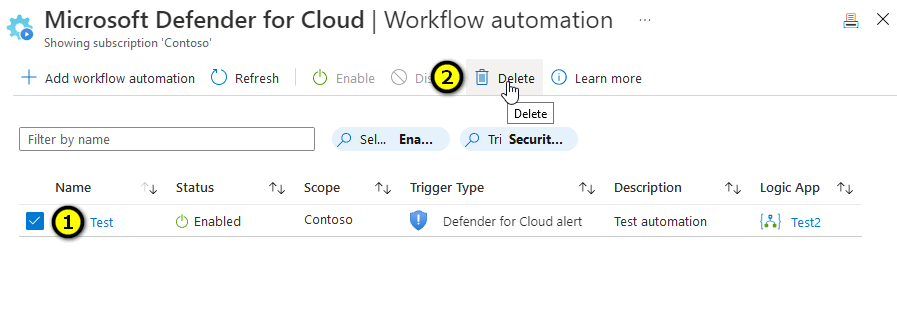 Microsoft Defender for Cloud | Workflow automation ...
Showing subscription 'Contoso'
Add workflow automation Refresh Enable Dis 2 Delete Learn more
Delete
Filter by name Sel... Ena... Tri Securit...
Name Status Scope Trigger Type Description Logic App
1 Test Enabled Contoso Defender for Cloud alert Test automation Test2